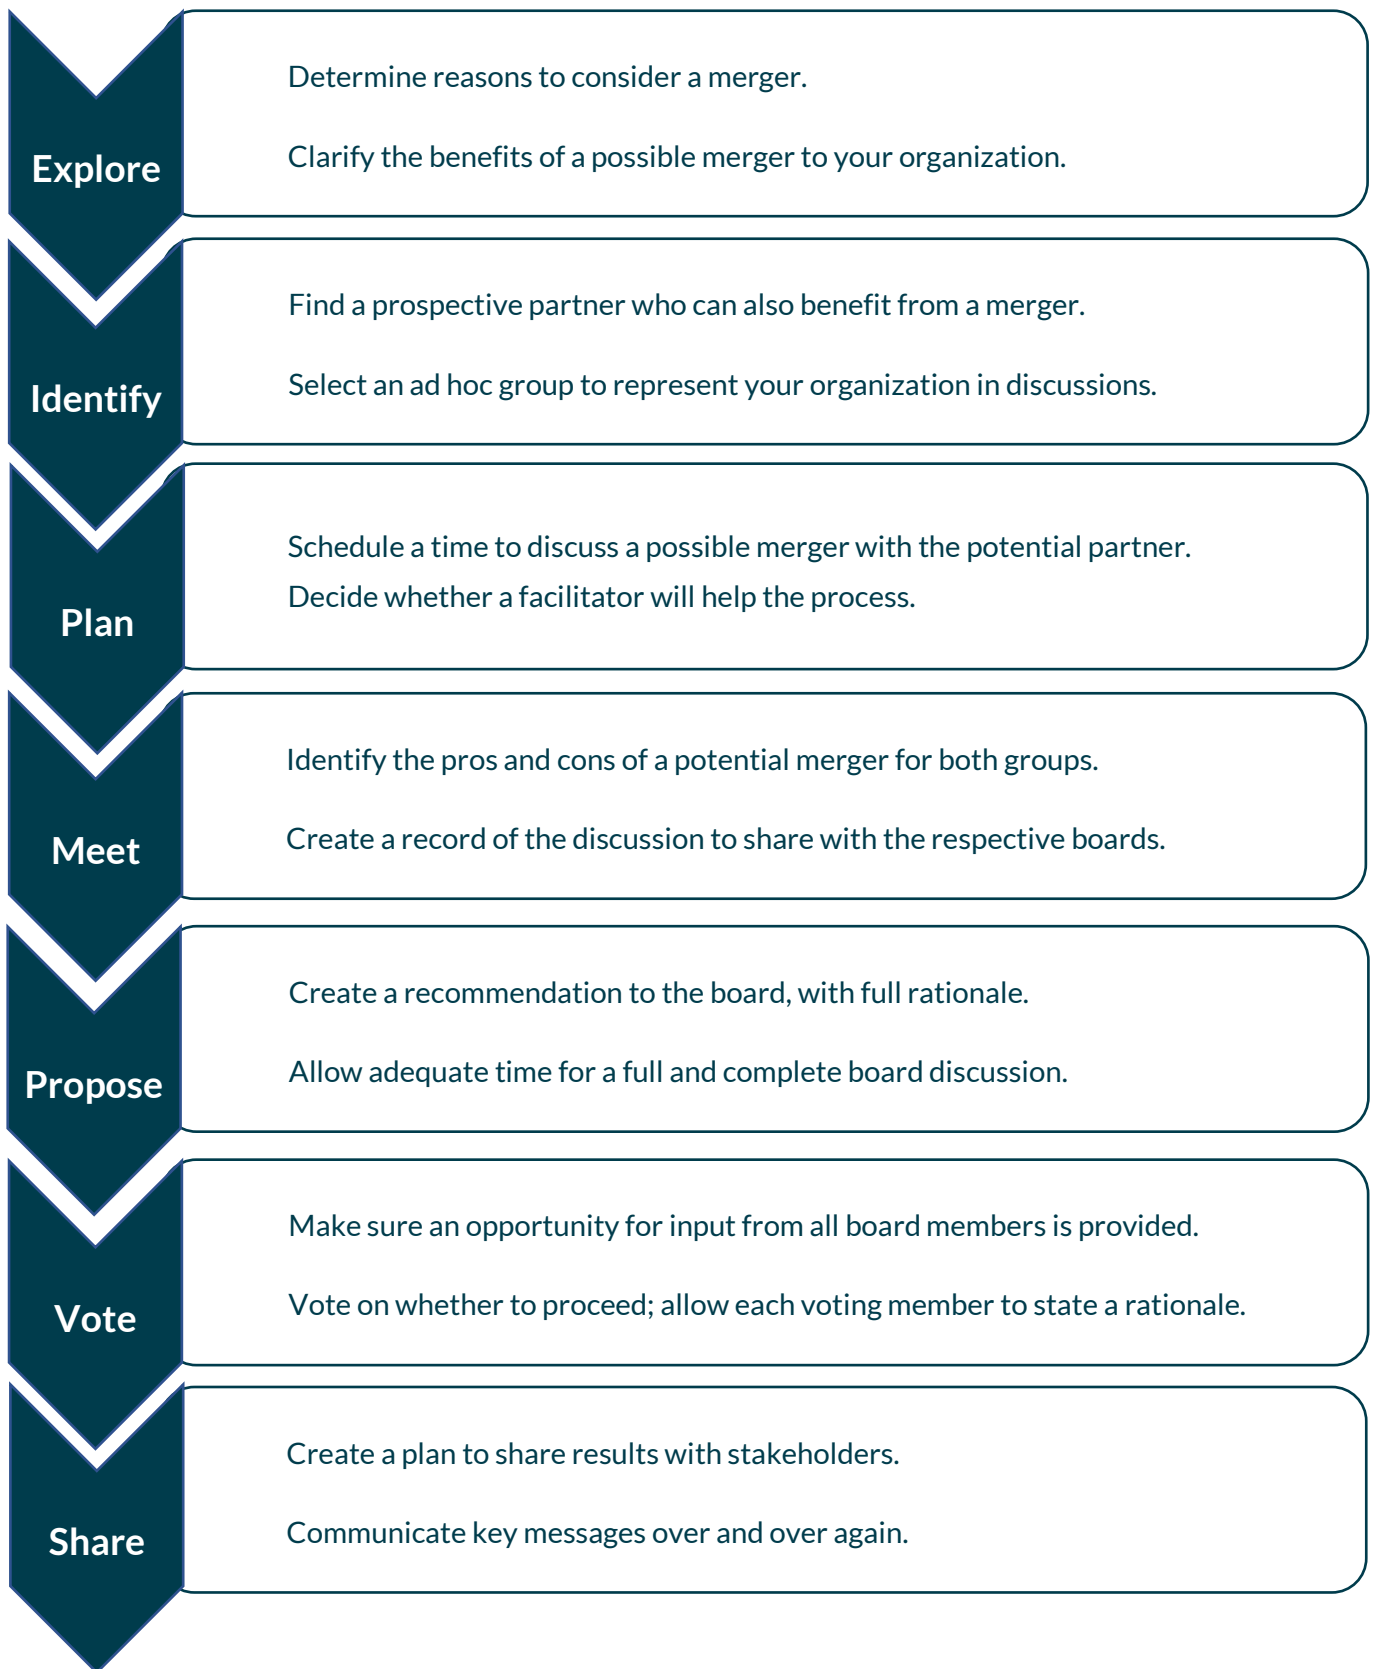 Explore
Determine reasons to consider a merger.
Clarify the benefits of a possible merger to your organization.
Identify
Find a prospective partner who can also benefit from a merger.
Select an ad hoc group to represent your organization in discussions.
Plan
Schedule a time to discuss a possible merger with the potential partner.
Decide whether a facilitator will help the process.
Meet
Identify the pros and cons of a potential merger for both groups.
Create a record of the discussion to share with the respective boards.
Propose
Create a recommendation to the board, with full rationale.
Allow adequate time for a full and complete board discussion.
Vote
Make sure an opportunity for input from all board members is provided.
Vote on whether to proceed; allow each voting member to state a rationale.
Share
Create a plan to share results with stakeholders.
Communicate key messages over and over again.